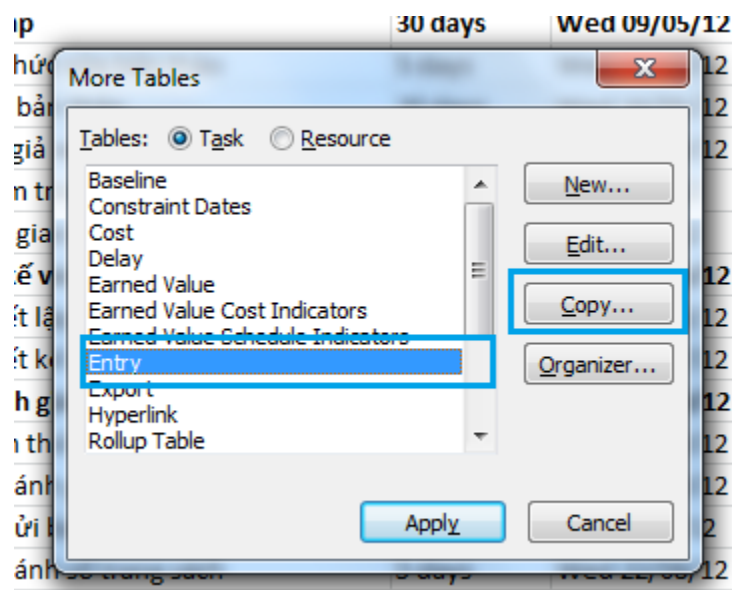 30 days Wed 09/05/12
More Tables
12
Tables: Task Resource
12
12
Baseline
Constraint Dates
Cost
Delay
Earned Value
Earned Value Cost Indicators
Earned Value Schedule Indicators
Entry
Export
Hyperlink
Rollup Table
New...
Edit...
Copy...
Organizer...
gia
12
12
12
12
12
12
Apply Cancel